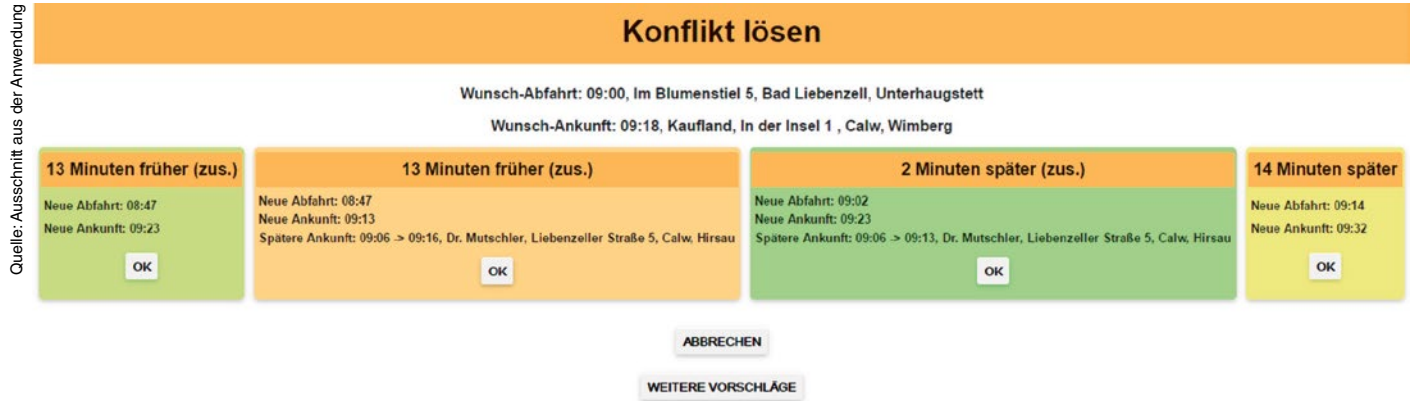 Quelle: Ausschnitt aus der Anwendung
Konflikt lösen
Wunsch-Abfahrt: 09:00, Im Blumenstiel 5, Bad Liebenzell, Unterhaugstett
Wunsch-Ankunft: 09:18, Kaufland, In der Insel 1 , Calw, Wimberg
13 Minuten früher (zus.)
Neue Abfahrt: 08:47
Neue Ankunft: 09:23
OK
13 Minuten früher (zus.)
Neue Abfahrt: 08:47
Neue Ankunft: 09:13
Spätere Ankunft: 09:06 -> 09:16, Dr. Mutschler, Liebenzeller Straße 5, Calw, Hirsau
OK
2 Minuten später (zus.)
Neue Abfahrt: 09:02
Neue Ankunft: 09:23
Spätere Ankunft: 09:06 -> 09:13, Dr. Mutschler, Liebenzeller Straße 5, Calw, Hirsau
OK
14 Minuten später
Neue Abfahrt: 09:14
Neue Ankunft: 09:32
OK
ABBRECHEN
WEITERE VORSCHLÄGE